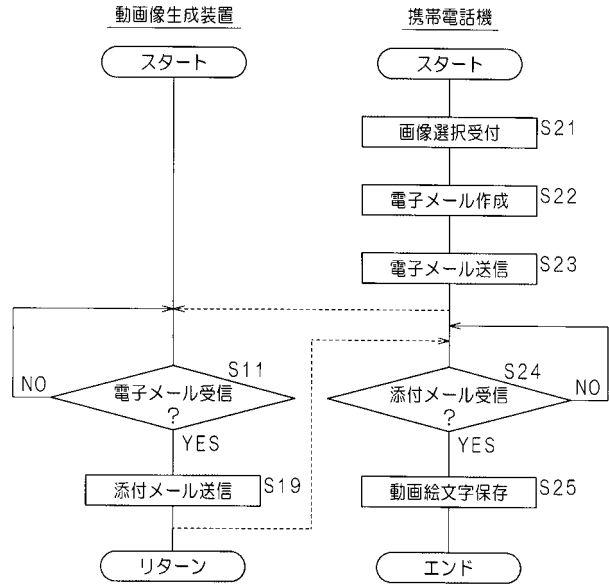 動画像生成装置
スタート
S11
電子メール受信
?
NO
YES
添付メール送信 S19
リターン
携帯電話機
スタート
画像選択受付 S21
電子メール作成 S22
電子メール送信 S23
S24
添付メール受信
?
NO
YES
動画絵文字保存 S25
エンド